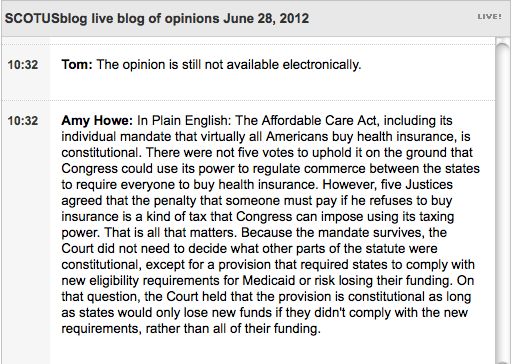 SCOTUSblog live blog of opinions June 28, 2012
LIVE!
10:32
Tom: The opinion is still not available electronically.
10:32
Amy Howe: In Plain English: The Affordable Care Act, including its
individual mandate that virtually all Americans buy health insurance, is
constitutional. There were not five votes to uphold it on the ground that
Congress could use its power to regulate commerce between the states
to require everyone to buy health insurance. However, five Justices
agreed that the penalty that someone must pay if he refuses to buy
insurance is a kind of tax that Congress can impose using its taxing
power. That is all that matters. Because the mandate survives, the
Court did not need to decide what other parts of the statute were
constitutional, except for a provision that required states to comply with
new eligibility requirements for Medicaid or risk losing their funding. On
that question, the Court held that the provision is constitutional as long
as states would only lose new funds if they didn't comply with the new
requirements, rather than all of their funding.